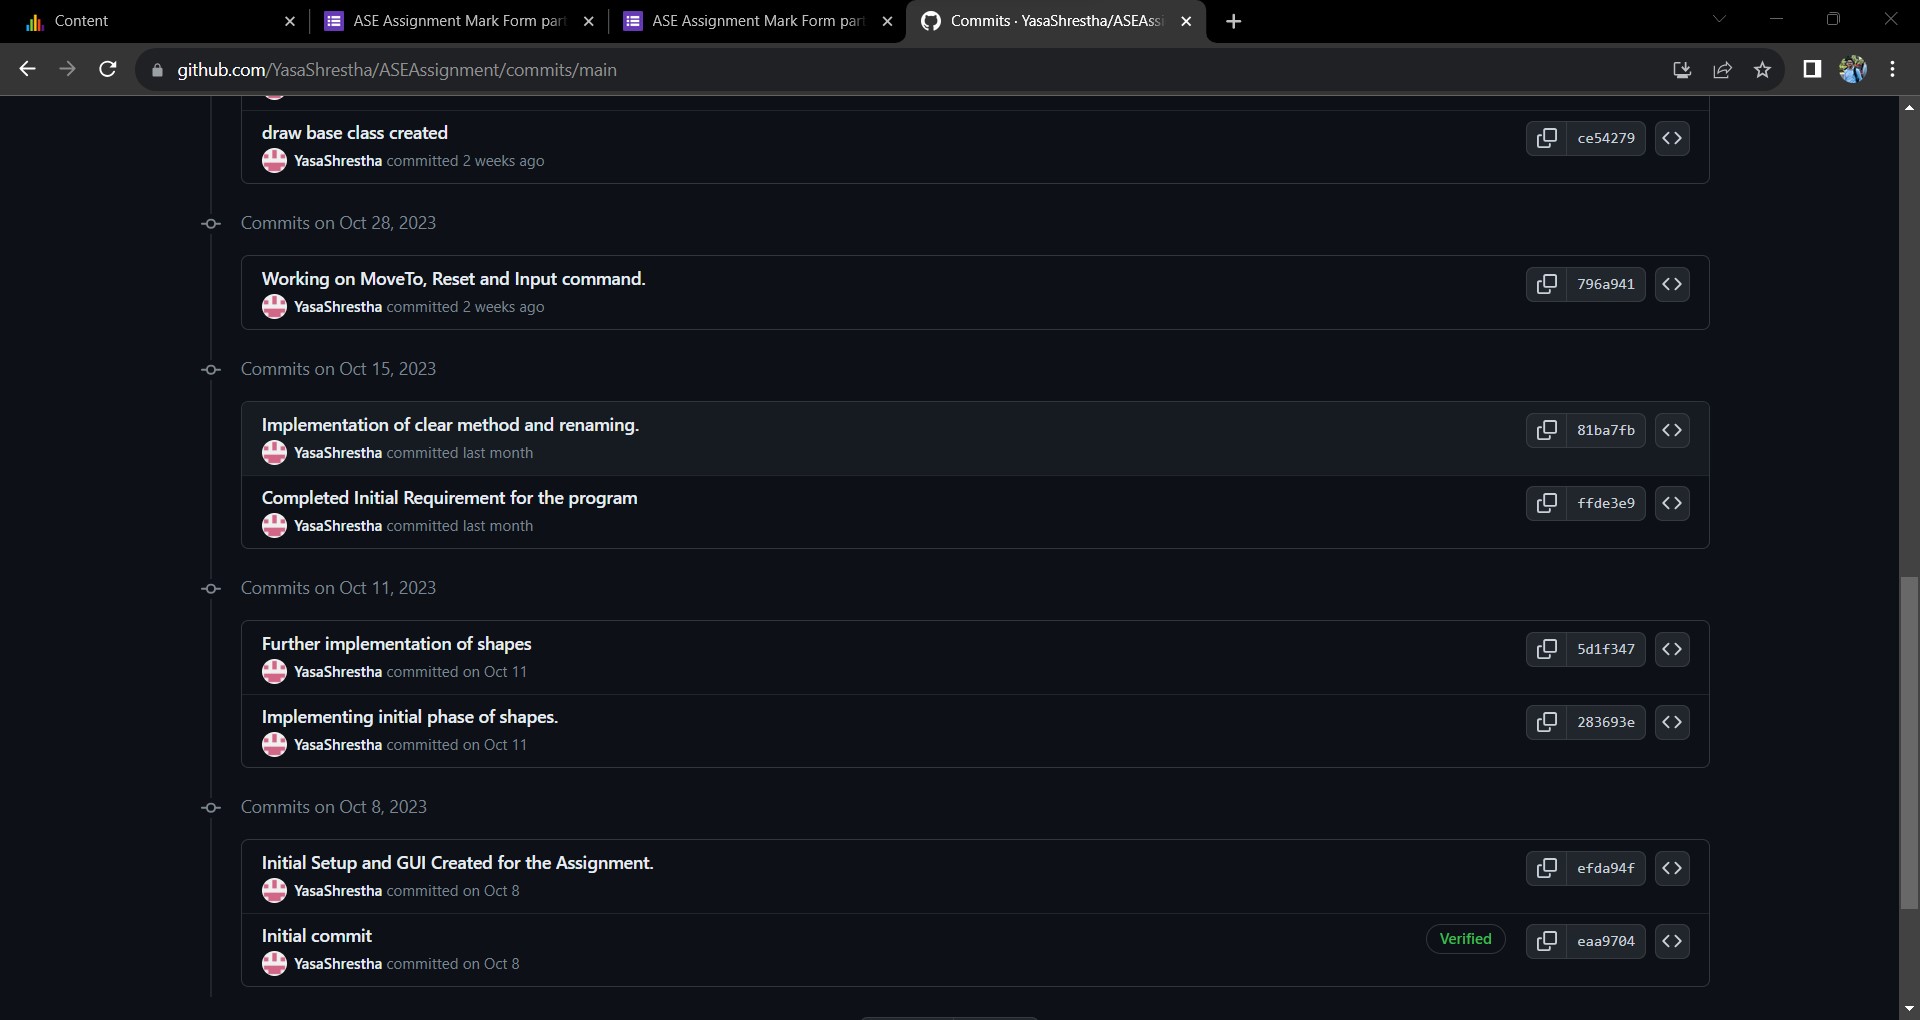 Content
ASE Assignment Mark Form part
ASE Assignment Mark Form part
Commits · YasaShrestha/ASEAssi
github.com/YasaShrestha/ASEAssignment/commits/main
draw base class created
YasaShrestha committed 2 weeks ago
ce54279
Commits on Oct 28, 2023
Working on MoveTo, Reset and Input command.
YasaShrestha committed 2 weeks ago
796a941
Commits on Oct 15, 2023
Implementation of clear method and renaming.
YasaShrestha committed last month
81ba7fb
Completed Initial Requirement for the program
YasaShrestha committed last month
ffde3e9
Commits on Oct 11, 2023
Further implementation of shapes
YasaShrestha committed on Oct 11
5d1f347
Implementing initial phase of shapes.
YasaShrestha committed on Oct 11
283693e
Commits on Oct 8, 2023
Initial Setup and GUI Created for the Assignment.
YasaShrestha committed on Oct 8
efda94f
Initial commit
YasaShrestha committed on Oct 8
Verified
eaa9704